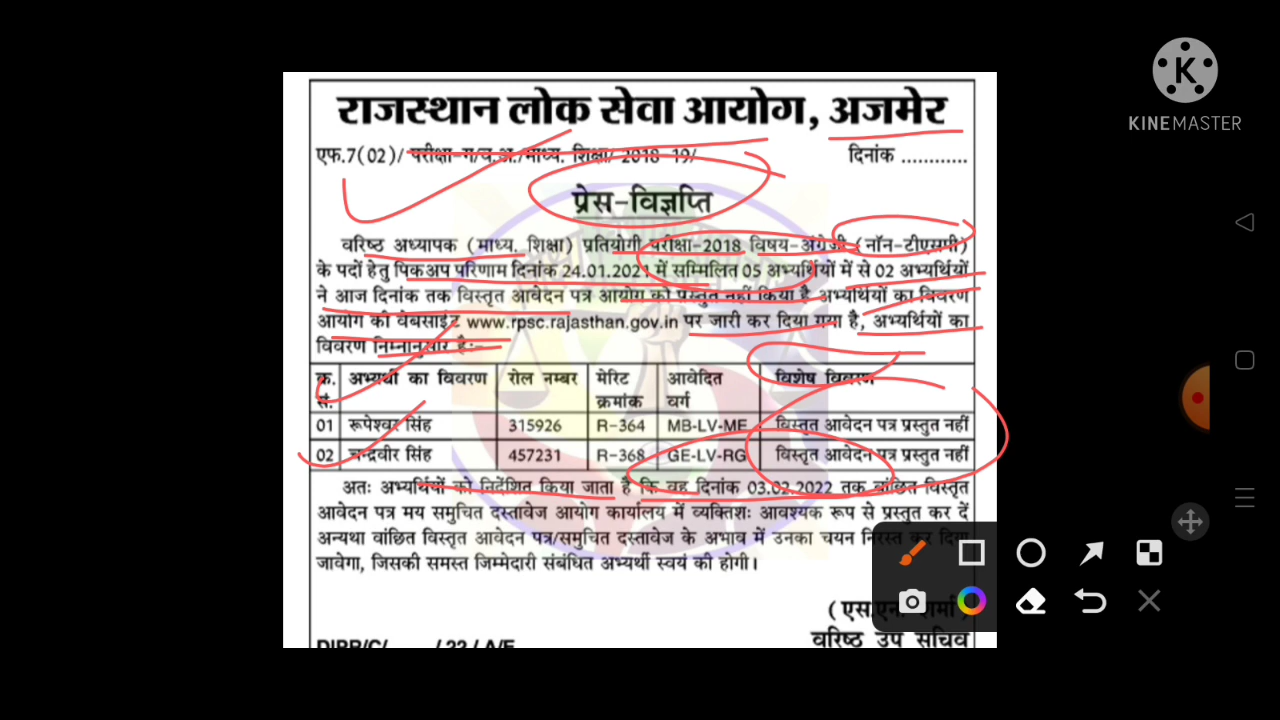 KINEMASTER
राजस्थान लोक सेवा आयोग, अजमेर
एफ.7(02)/ परीक्षा-ग/व.अ./माध्य. शिक्षा/ 2018-19/ दिनांक ............
प्रेस-विज्ञप्ति
वरिष्ठ अध्यापक (माध्य. शिक्षा) प्रतियोगी परीक्षा-2018 विषय-अंग्रेजी (नॉन-टीएसपी)
के पदों हेतु पिकअप परिणाम दिनांक 24.01.2021 में सम्मिलित 05 अभ्यर्थियों में से 02 अभ्यर्थियों
ने आज दिनांक तक विस्तृत आवेदन पत्र आयोग को प्रस्तुत नहीं किया है अभ्यर्थियों का विवरण
आयोग की वेबसाईट www.rpsc.rajasthan.gov.in पर जारी कर दिया गया है, अभ्यर्थियों का
विवरण निम्नानुसार है:-
क्र. सं. अभ्यर्थी का विवरण रोल नम्बर मेरिट क्रमांक आवेदित वर्ग विशेष विवरण
01 रूपेश्वर सिंह 315926 R-364 MB-LV-ME विस्तृत आवेदन पत्र प्रस्तुत नहीं
02 चन्द्रवीर सिंह 457231 R-368 GE-LV-RG विस्तृत आवेदन पत्र प्रस्तुत नहीं
अतः अभ्यर्थियों को निर्देशित किया जाता है कि वह दिनांक 03.02.2022 तक वांछित विस्तृत
आवेदन पत्र मय समुचित दस्तावेज आयोग कार्यालय में व्यक्तिशः आवश्यक रूप से प्रस्तुत कर दें
अन्यथा वांछित विस्तृत आवेदन पत्र/समुचित दस्तावेज के अभाव में उनका चयन निरस्त कर दिया
जावेगा, जिसकी समस्त जिम्मेदारी संबंधित अभ्यर्थी स्वयं की होगी।
(एस.एन. शर्मा)
वरिष्ठ उप सचिव
DIPR/C/ /22 / A/E